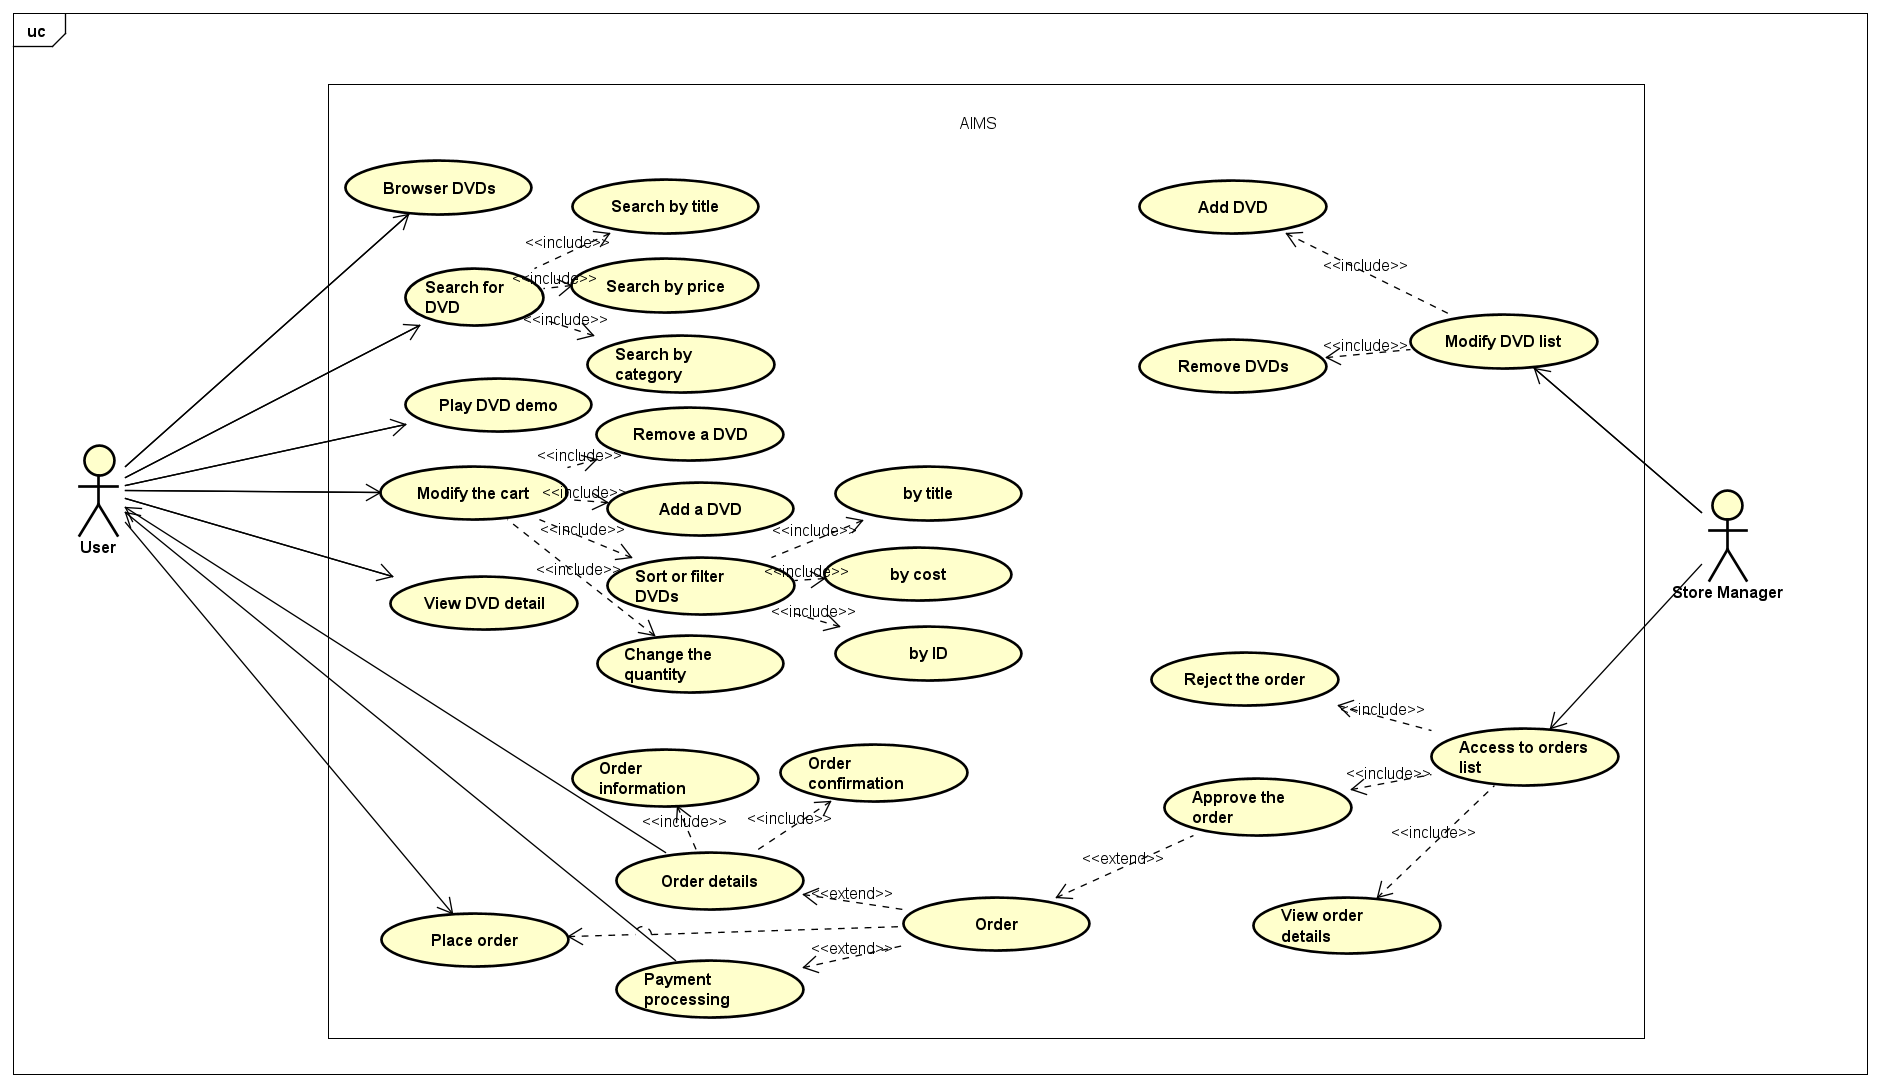 uc
AIMS
Browser DVDs
Search by title
Add DVD
<<include>>
<<include>>
Search for
DVD
<<include>>
Search by price
<<include>>
Search by
category
Modify DVD list
<<include>>
Remove DVDs
Play DVD demo
Remove a DVD
<<include>>
Modify the cart
<<include>>
Add a DVD
by title
<<include>>
<<include>>
User
<<include>>
Sort or filter
DVDs
<<include>>
by cost
Store Manager
View DVD detail
<<include>>
Change the
quantity
by ID
Reject the order
<<include>>
Access to orders
list
Order
information
Order
confirmation
<<include>>
Approve the
order
<<include>>
<<include>>
<<include>>
<<extend>>
Order details
<<extend>>
Order
View order
details
Place order
<<extend>>
Payment
processing